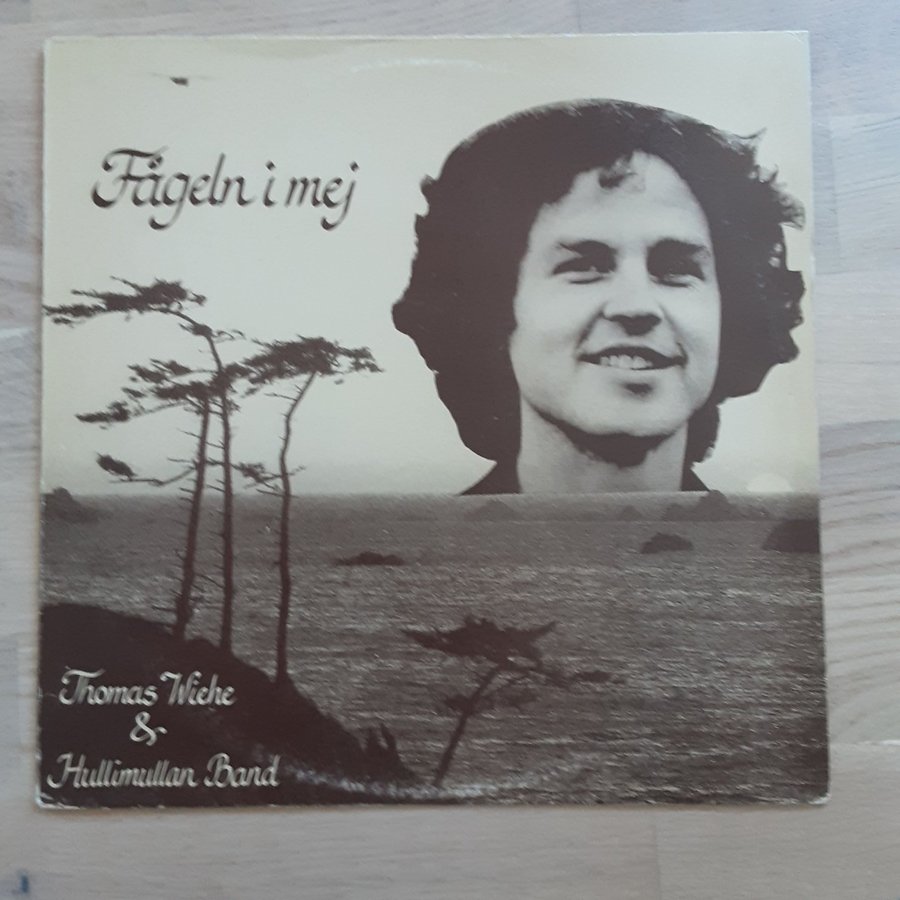 Fågeln i mej
Thomas Wiehe
&
Hullimullan Band